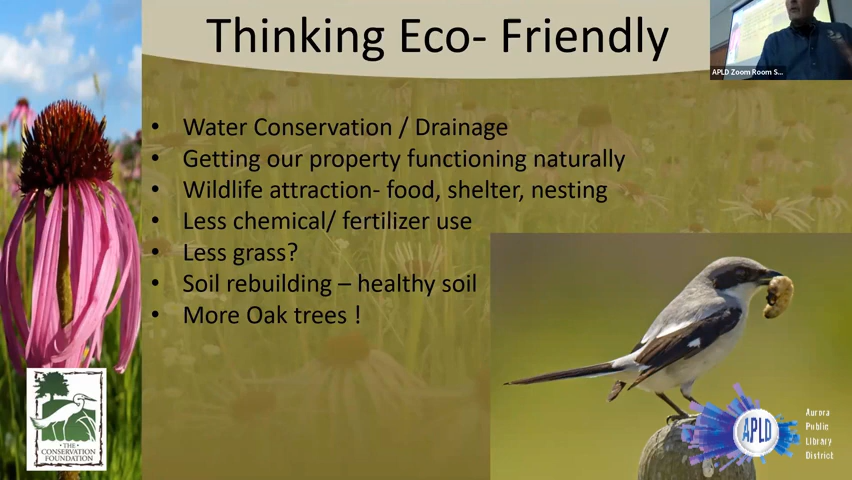 Thinking Eco- Friendly
APLD Zoom Room S...
• Water Conservation / Drainage
• Getting our property functioning naturally
• Wildlife attraction- food, shelter, nesting
• Less chemical/ fertilizer use
• Less grass?
• Soil rebuilding – healthy soil
• More Oak trees !
• THE •
CONSERVATION
FOUNDATION
APLD
Aurora
Public
Library
District